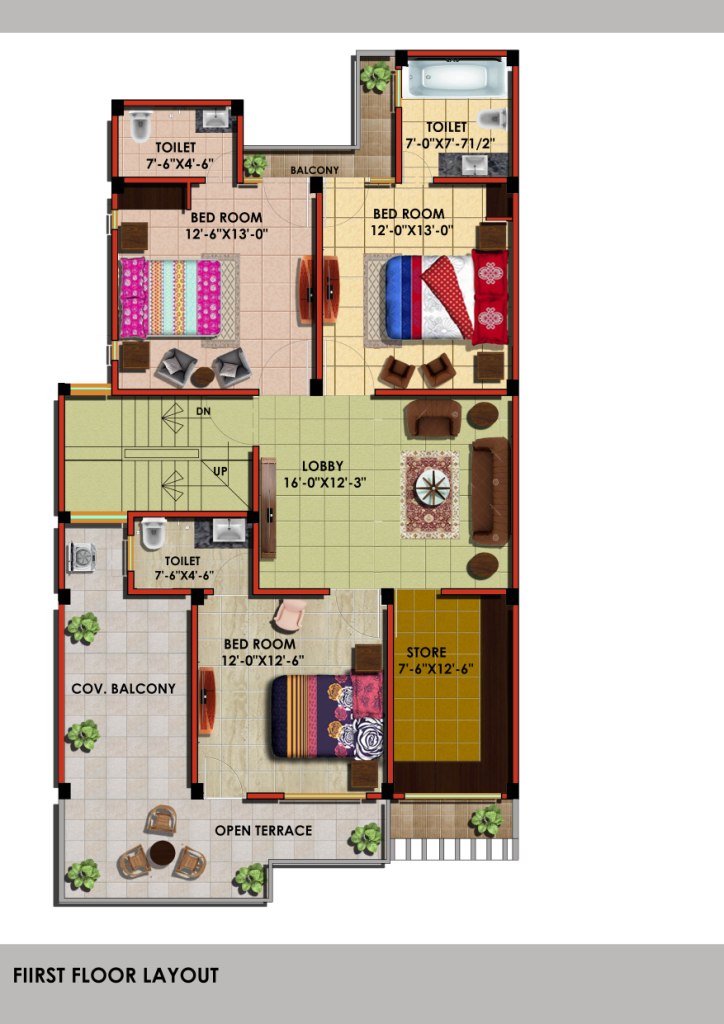 TOILET
7'-0"X7'-71/2"
TOILET
7'-6"X4'-6"
BALCONY
BED ROOM
12'-6"X13'-0"
BED ROOM
12'-0"X13'-0"
DN
UP
LOBBY
16'-0"X12'-3"
TOILET
7'-6"X4'-6"
BED ROOM
12'-0"X12'-6"
STORE
7'-6"X12'-6"
COV. BALCONY
OPEN TERRACE
FIIRST FLOOR LAYOUT